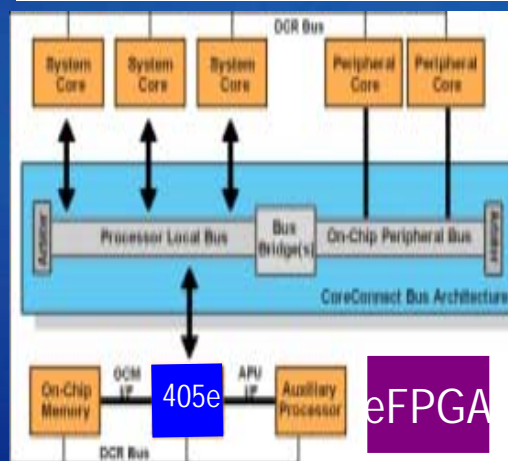 DCR Bus
System
Core
System
Core
System
Core
Peripheral
Core
Peripheral
Core
Arbiter
Processor Local Bus
Bus
Bridge(s)
On-Chip Peripheral Bus
Arbiter
CoreConnect Bus Architecture
On-Chip
Memory
OCM
I/F
405e
APU
I/F
Auxiliary
Processor
eFPGA
DCR Bus